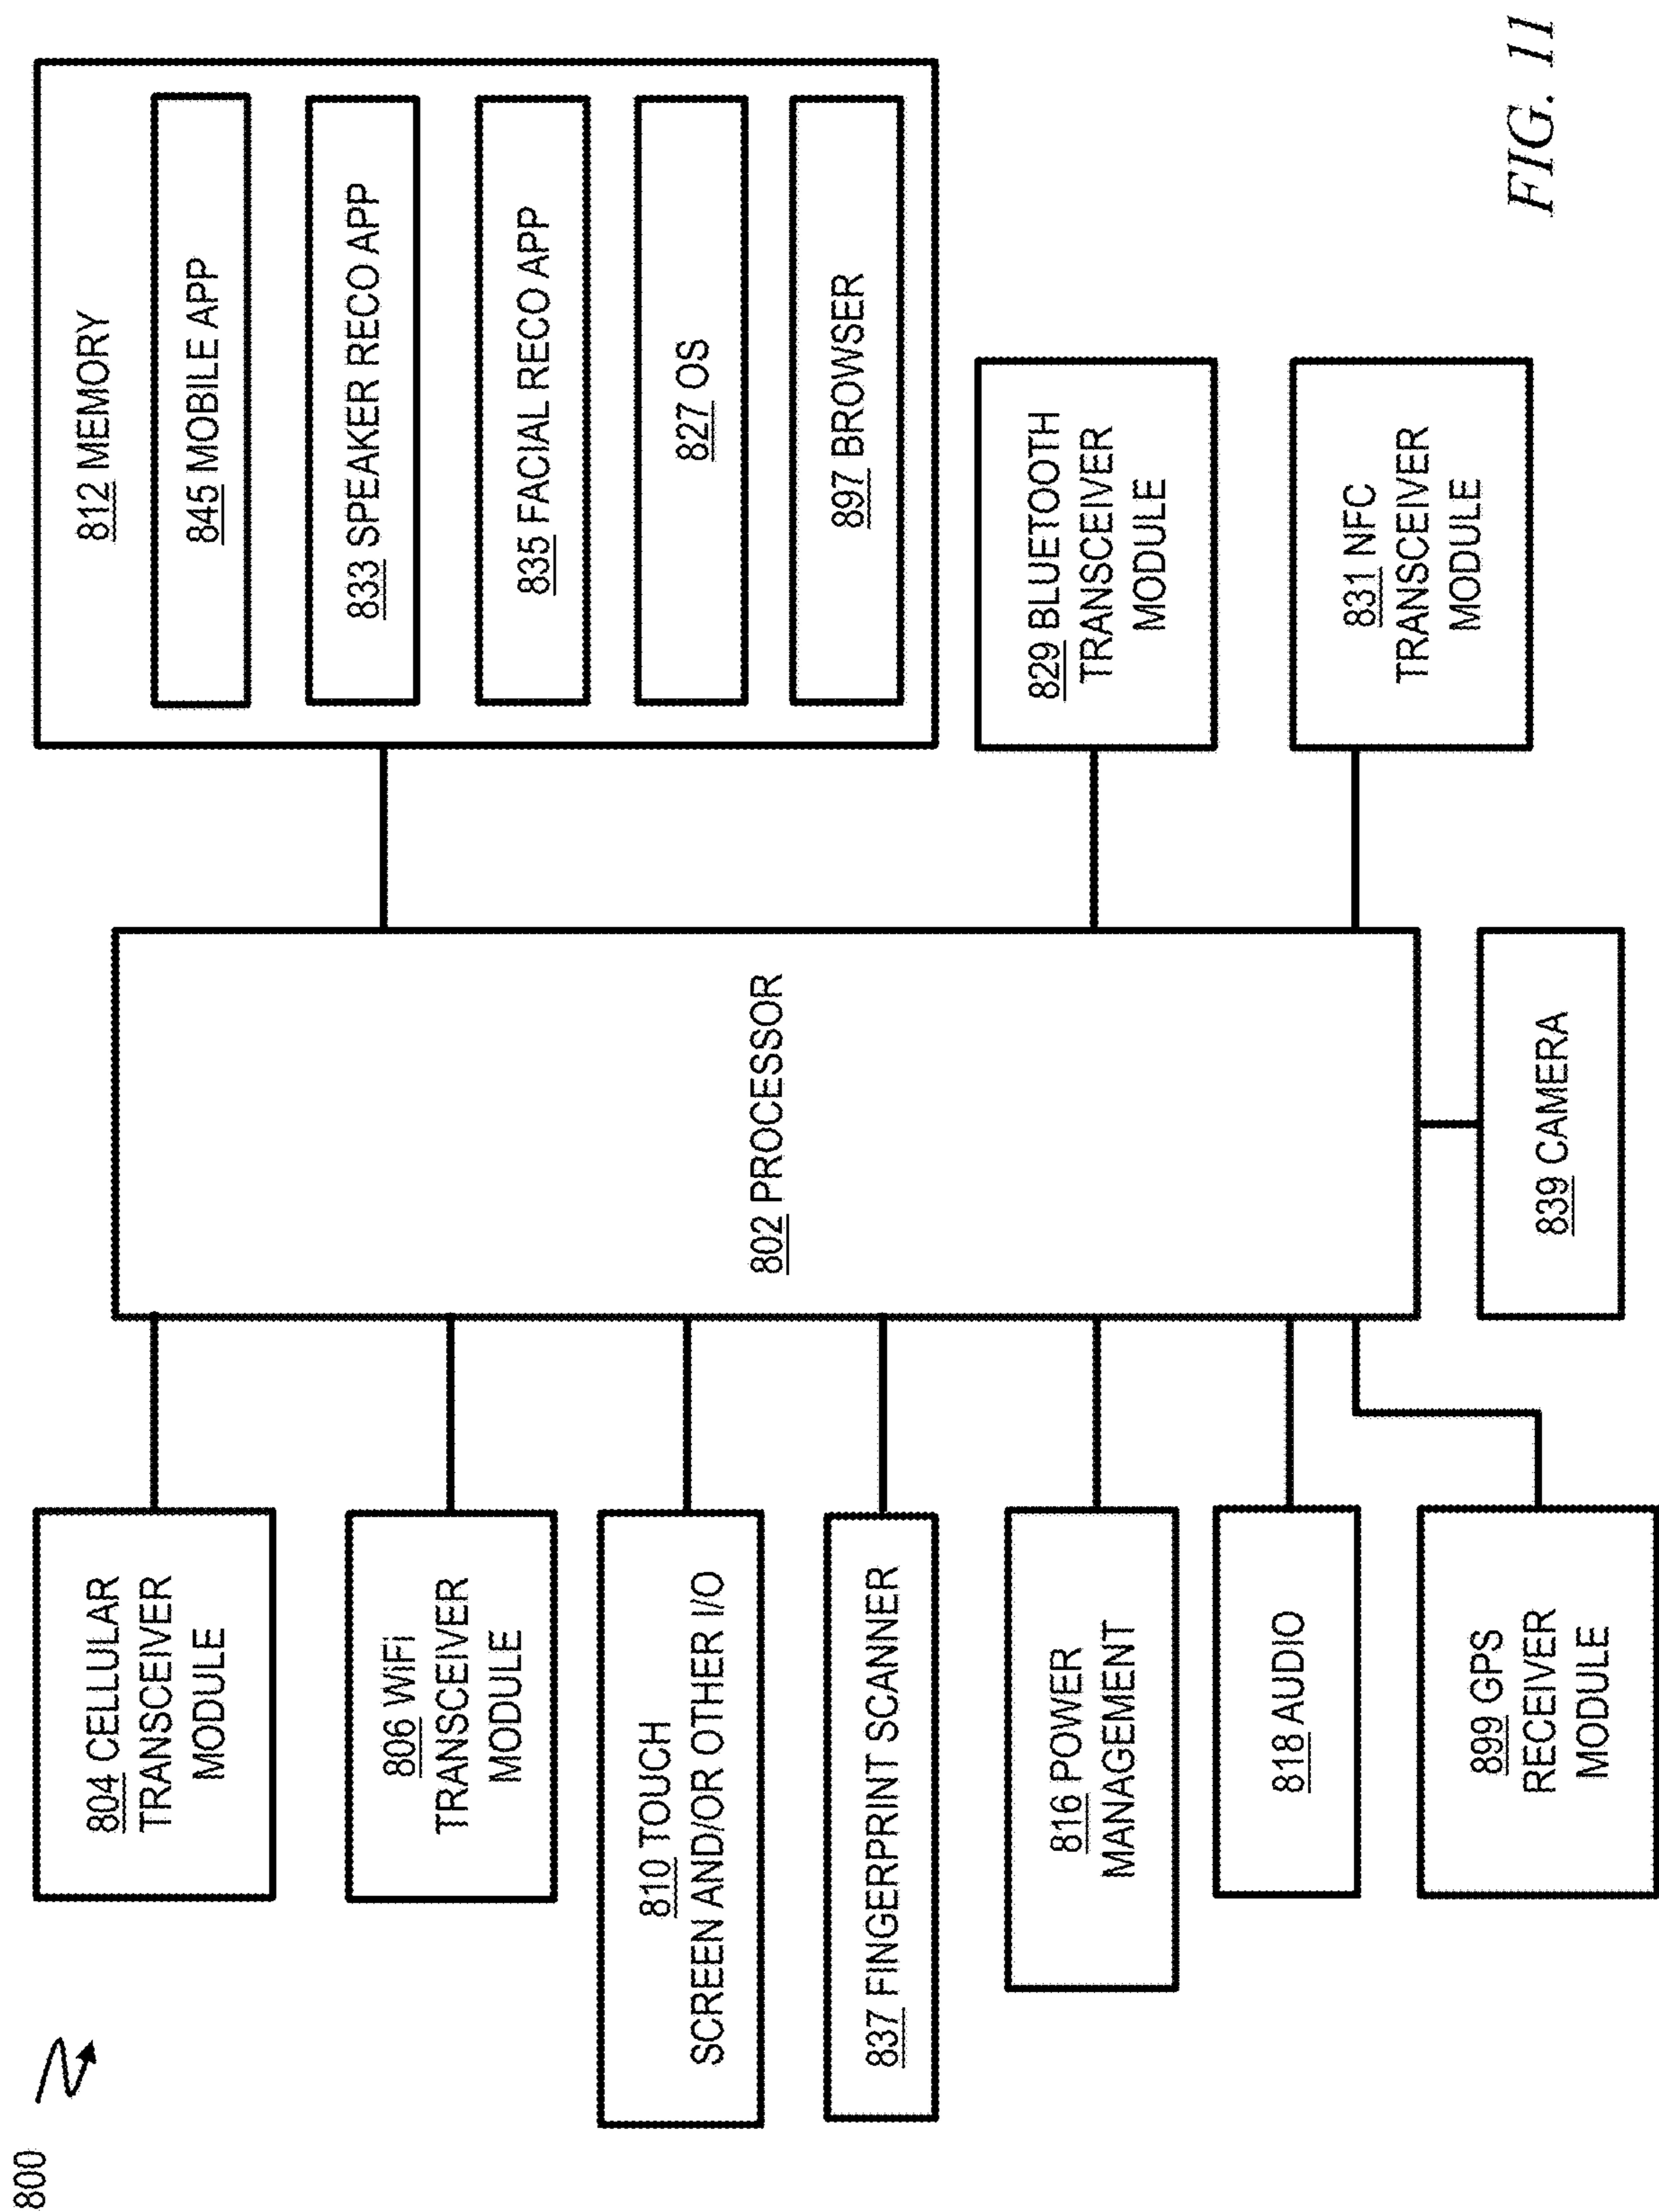 800
804 CELLULAR
TRANSCEIVER
MODULE
806 WiFi
TRANSCEIVER
MODULE
810 TOUCH
SCREEN AND/OR OTHER I/O
837 FINGERPRINT SCANNER
816 POWER
MANAGEMENT
818 AUDIO
899 GPS
RECEIVER
MODULE
802 PROCESSOR
839 CAMERA
812 MEMORY
845 MOBILE APP
833 SPEAKER RECO APP
835 FACIAL RECO APP
827 OS
897 BROWSER
829 BLUETOOTH
TRANSCEIVER
MODULE
831 NFC
TRANSCEIVER
MODULE
FIG. 11